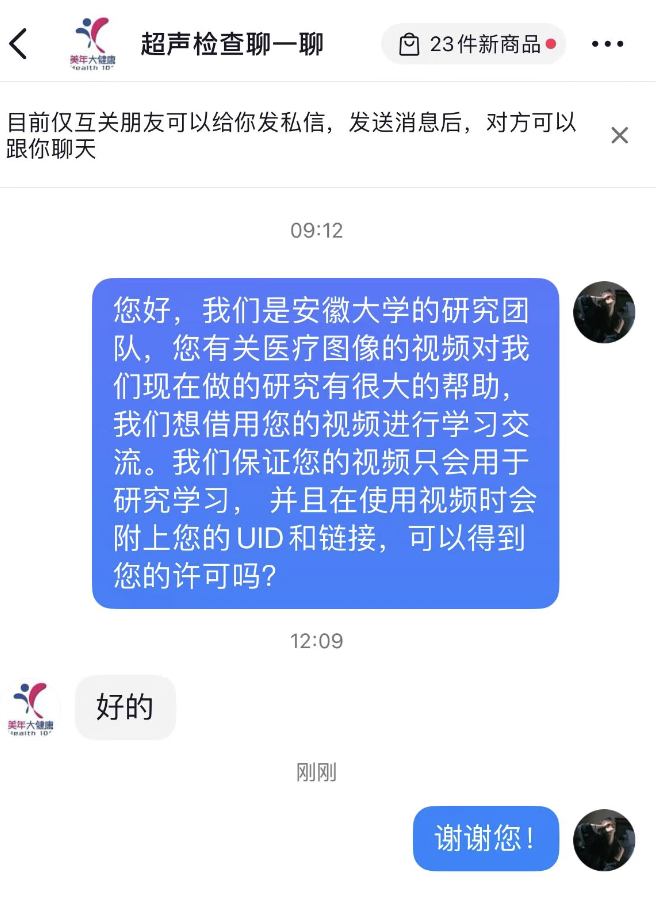 美年大健康
Health 10
超声检查聊一聊
23件新商品
目前仅互关朋友可以给你发私信，发送消息后，对方可以
跟你聊天
09:12
您好，我们是安徽大学的研究团
队，您有关医疗图像的视频对我
们现在做的研究有很大的帮助，
我们想借用您的视频进行学习交
流。我们保证您的视频只会用于
研究学习， 并且在使用视频时会
附上您的UID和链接，可以得到
您的许可吗？
12:09
美年大健康
Health 10
好的
刚刚
谢谢您！